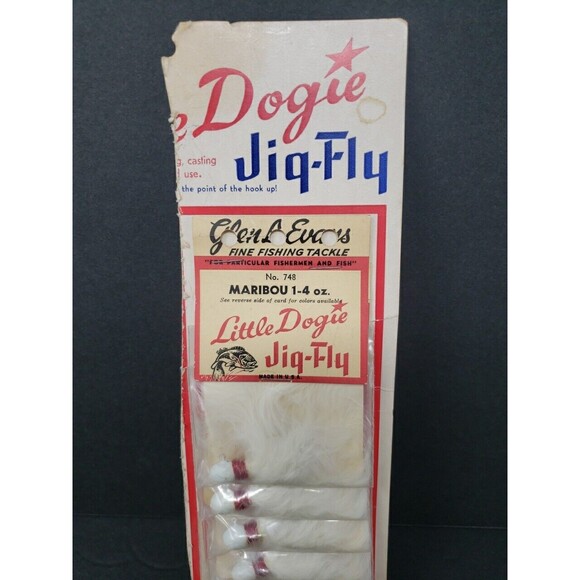 e Dogie
g, casting
use.
Jig-Fly
the point of the hook up!
Glen L Evans
FINE FISHING TACKLE
"FOR PARTICULAR FISHERMEN AND FISH"
No. 748
MARIBOU 1-4 oz.
See reverse side of card for colors available
Little Dogie
Jig-Fly
MADE IN U.S.A.